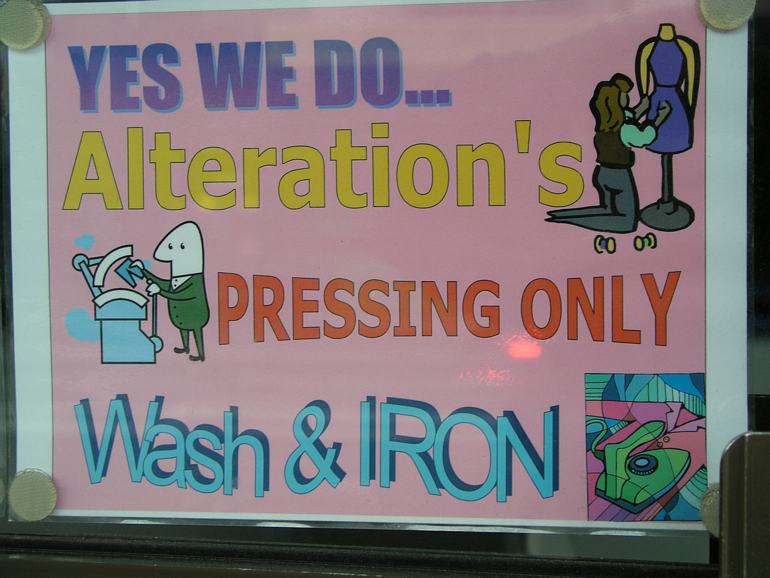 YES WE DO...
Alteration's
PRESSING ONLY
Wash & IRON